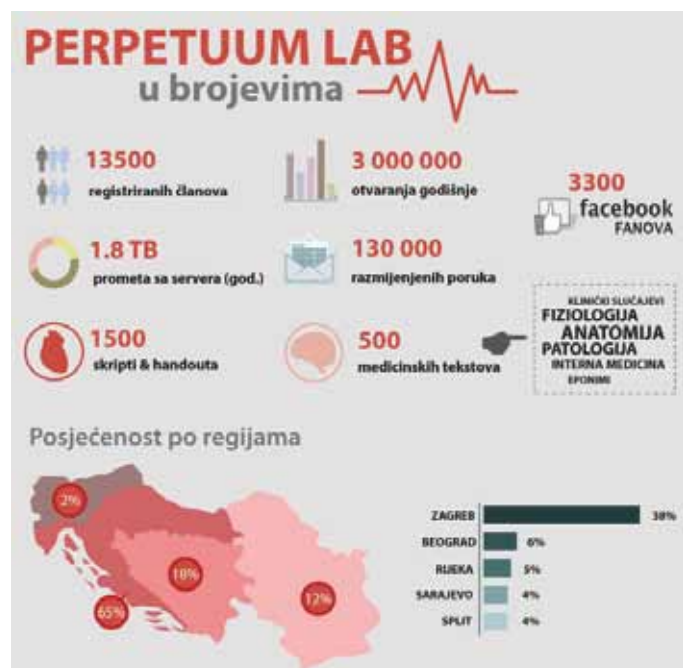 PERPETUUM LAB
u brojevima
13500
registriranih članova
3 000 000
otvaranja godišnje
3300
facebook
FANOVA
1.8 TB
prometa sa servera (god.)
130 000
razmijenjenih poruka
1500
skripti & handouta
500
medicinskih tekstova
KLINIČKI SLUČAJEVI
FIZIOLOGIJA
ANATOMIJA
PATOLOGIJA
INTERNA MEDICINA
EPONIMI
Posjećenost po regijama
2%
18%
65%
12%
ZAGREB 38%
BEOGRAD 6%
RIJEKA 5%
SARAJEVO 4%
SPLIT 4%